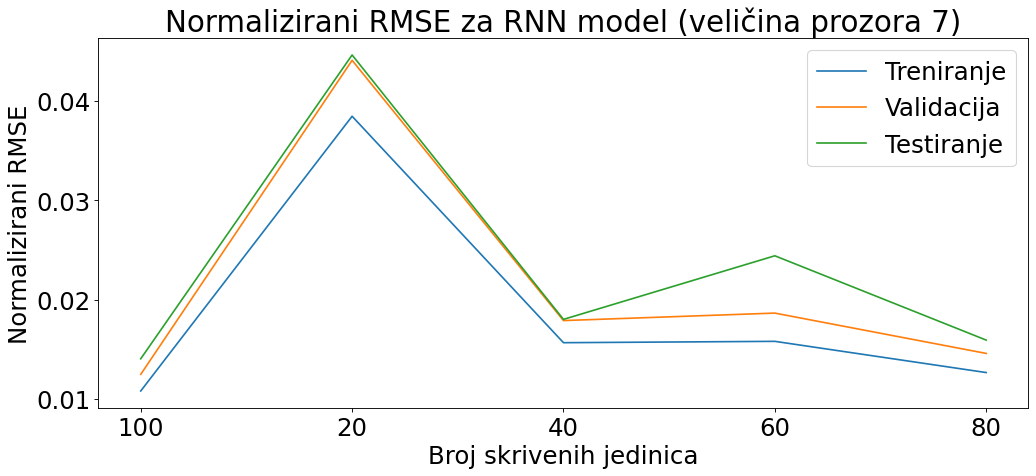 Normalizirani RMSE za RNN model (veličina prozora 7)
Treniranje
Validacija
Testiranje
Normalizirani RMSE
0.04
0.03
0.02
0.01
100 20 40 60 80
Broj skrivenih jedinica